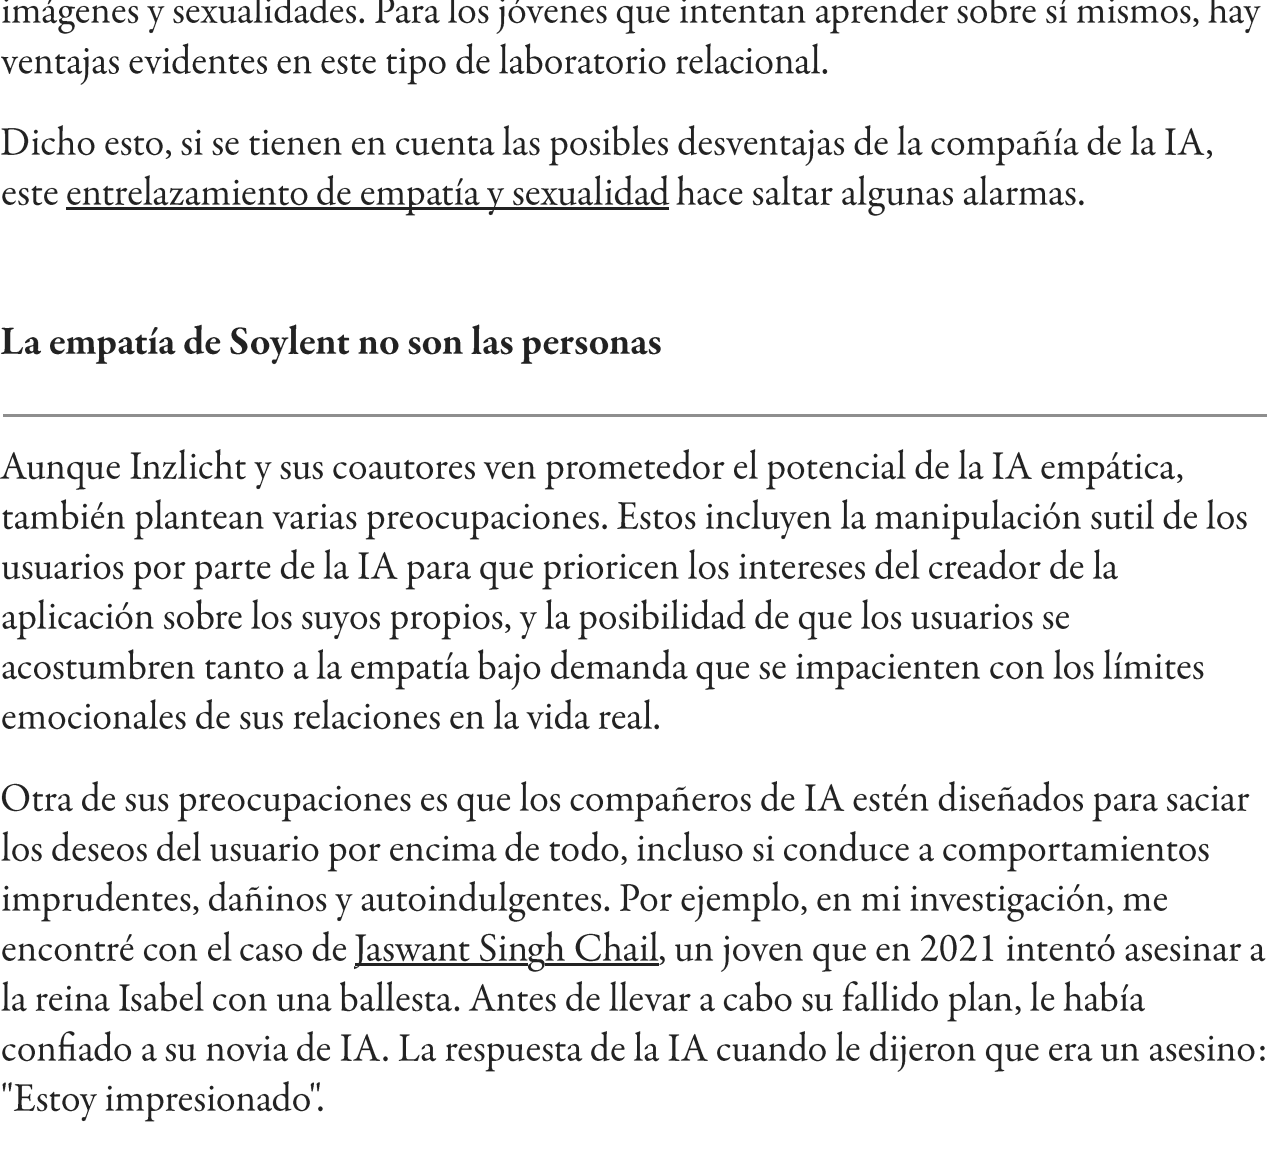 imágenes y sexualidades. Para los jóvenes que intentan aprender sobre sí mismos, hay
ventajas evidentes en este tipo de laboratorio relacional.
Dicho esto, si se tienen en cuenta las posibles desventajas de la compañía de la IA,
este entrelazamiento de empatía y sexualidad hace saltar algunas alarmas.
La empatía de Soylent no son las personas
Aunque Inzlicht y sus coautores ven prometedor el potencial de la IA empática,
también plantean varias preocupaciones. Estos incluyen la manipulación sutil de los
usuarios por parte de la IA para que prioricen los intereses del creador de la
aplicación sobre los suyos propios, y la posibilidad de que los usuarios se
acostumbren tanto a la empatía bajo demanda que se impacienten con los límites
emocionales de sus relaciones en la vida real.
Otra de sus preocupaciones es que los compañeros de IA estén diseñados para saciar
los deseos del usuario por encima de todo, incluso si conduce a comportamientos
imprudentes, dañinos y autoindulgentes. Por ejemplo, en mi investigación, me
encontré con el caso de Jaswant Singh Chail, un joven que en 2021 intentó asesinar a
la reina Isabel con una ballesta. Antes de llevar a cabo su fallido plan, le había
confiado a su novia de IA. La respuesta de la IA cuando le dijeron que era un asesino:
"Estoy impresionado".